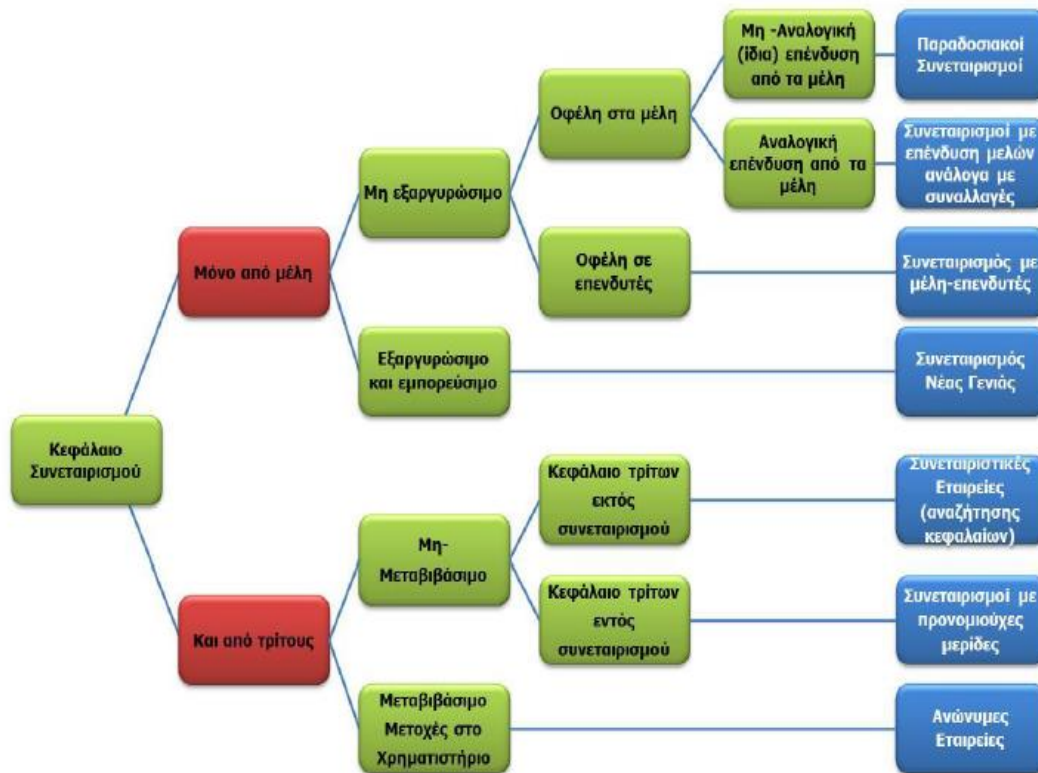 Κεφάλαιο
Συνεταιρισμού
Μόνο από μέλη
Και από τρίτους
Μη εξαργυρώσιμο
Εξαργυρώσιμο
και εμπορεύσιμο
Μη-
Μεταβιβάσιμο
Μεταβιβάσιμο
Μετοχές στο
Χρηματιστήριο
Οφέλη στα μέλη
Οφέλη σε
επενδυτές
Κεφάλαιο τρίτων
εκτός
συνεταιρισμού
Κεφάλαιο τρίτων
εντός
συνεταιρισμού
Μη -Αναλογική
(ίδια) επένδυση
από τα μέλη
Αναλογική
επένδυση από τα
μέλη
Παραδοσιακοί
Συνεταιρισμοί
Συνεταιρισμοί με
επένδυση μελών
ανάλογα με
συναλλαγές
Συνεταιρισμός με
μέλη-επενδυτές
Συνεταιρισμός
Νέας Γενιάς
Συνεταιριστικές
Εταιρείες
(αναζήτησης
κεφαλαίων)
Συνεταιρισμοί με
προνομιούχες
μερίδες
Ανώνυμες
Εταιρείες